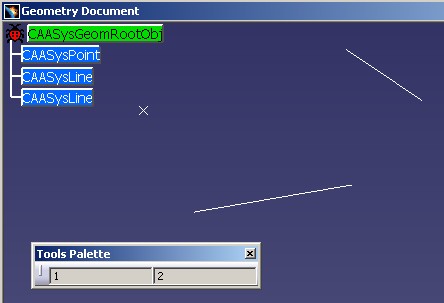 Geometry Document
CAASysGeomRootObj
CAASysPoint
CAASysLine
CAASysLine
Tools Palette
1 2